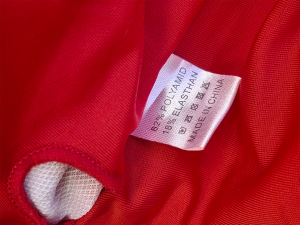 82% POLYAMID
18% ELASTHAN
MADE IN CHINA